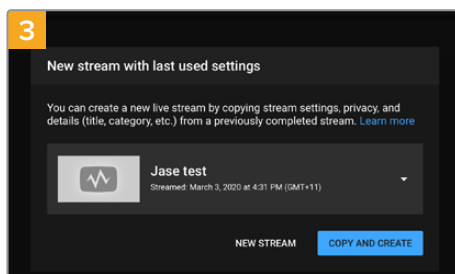 3
New stream with last used settings
You can create a new live stream by copying stream settings, privacy, and
details (title, category, etc.) from a previously completed stream. Learn more
Jase test
Streamed: March 3, 2020 at 4:31 PM (GMT+11)
NEW STREAM COPY AND CREATE